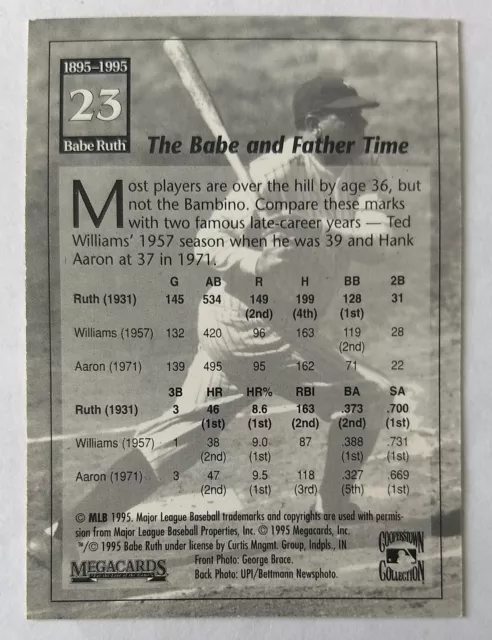 1895-1995
23
Babe Ruth
The Babe and Father Time
Most players are over the hill by age 36, but
not the Bambino. Compare these marks
with two famous late-career years — Ted
Williams' 1957 season when he was 39 and Hank
Aaron at 37 in 1971.
G AB R H BB 2B
Ruth (1931) 145 534 149 199 128 31
(2nd) (4th) (1st)
Williams (1957) 132 420 96 163 119 28
(2nd)
Aaron (1971) 139 495 95 162 71 22
3B HR HR% RBI BA SA
Ruth (1931) 3 46 8.6 163 .373 .700
(1st) (1st) (2nd) (2nd) (1st)
Williams (1957) 1 38 9.0 87 .388 .731
(2nd) (1st) (1st) (1st)
Aaron (1971) 3 47 9.5 118 .327 .669
(2nd) (1st) (3rd) (5th) (1st)
© MLB 1995. Major League Baseball trademarks and copyrights are used with permis-
sion from Major League Baseball Properties, Inc. © 1995 Megacards, Inc.
™/© 1995 Babe Ruth under license by Curtis Mngmt. Group, Indpls., IN
Front Photo: George Brace.
Back Photo: UPI/Bettmann Newsphoto.
MEGACARDS
COOPERSTOWN
COLLECTION